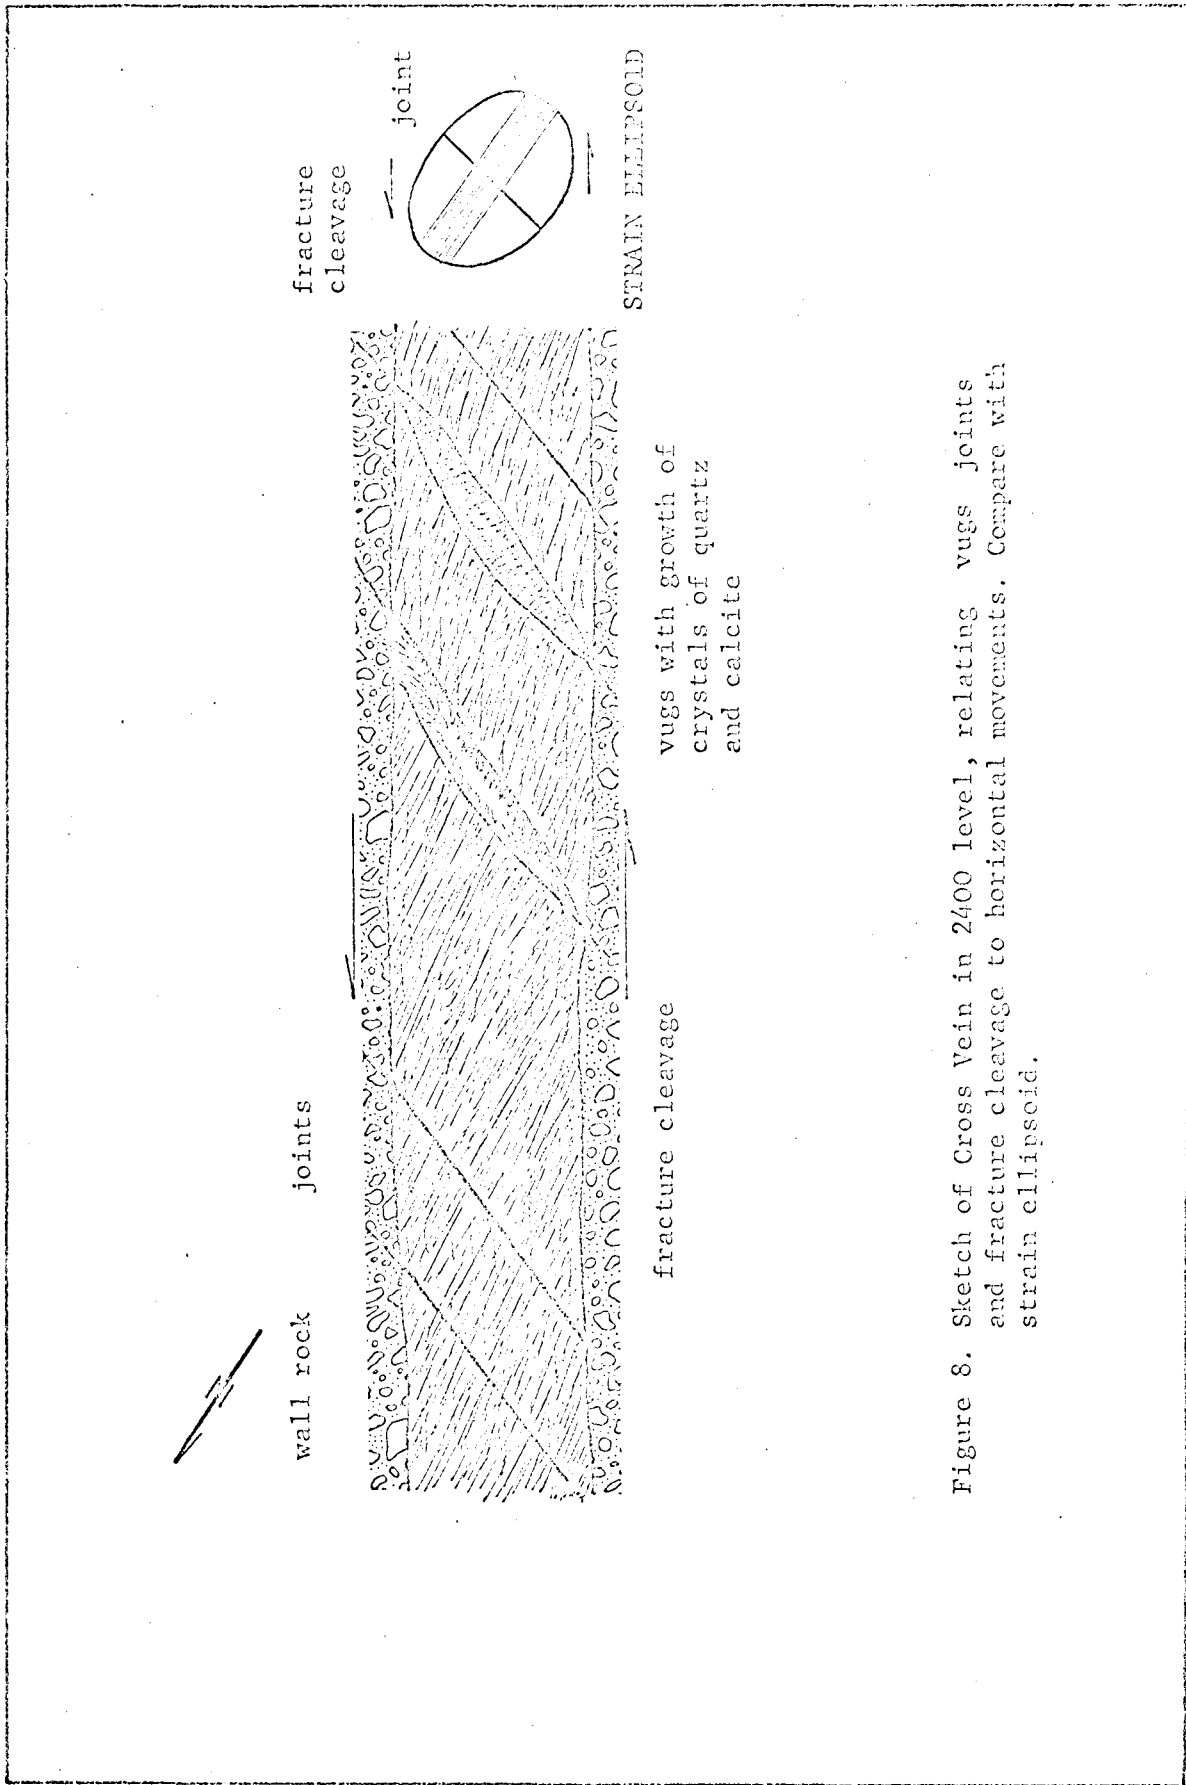 wall rock
joints
fracture
cleavage
joint
STRAIN ELLIPSOID
fracture cleavage
vugs with growth of
crystals of quartz
and calcite
Figure 8. Sketch of Cross Vein in 2400 level, relating vugs joints
and fracture cleavage to horizontal movements. Compare with
strain ellipsoid.